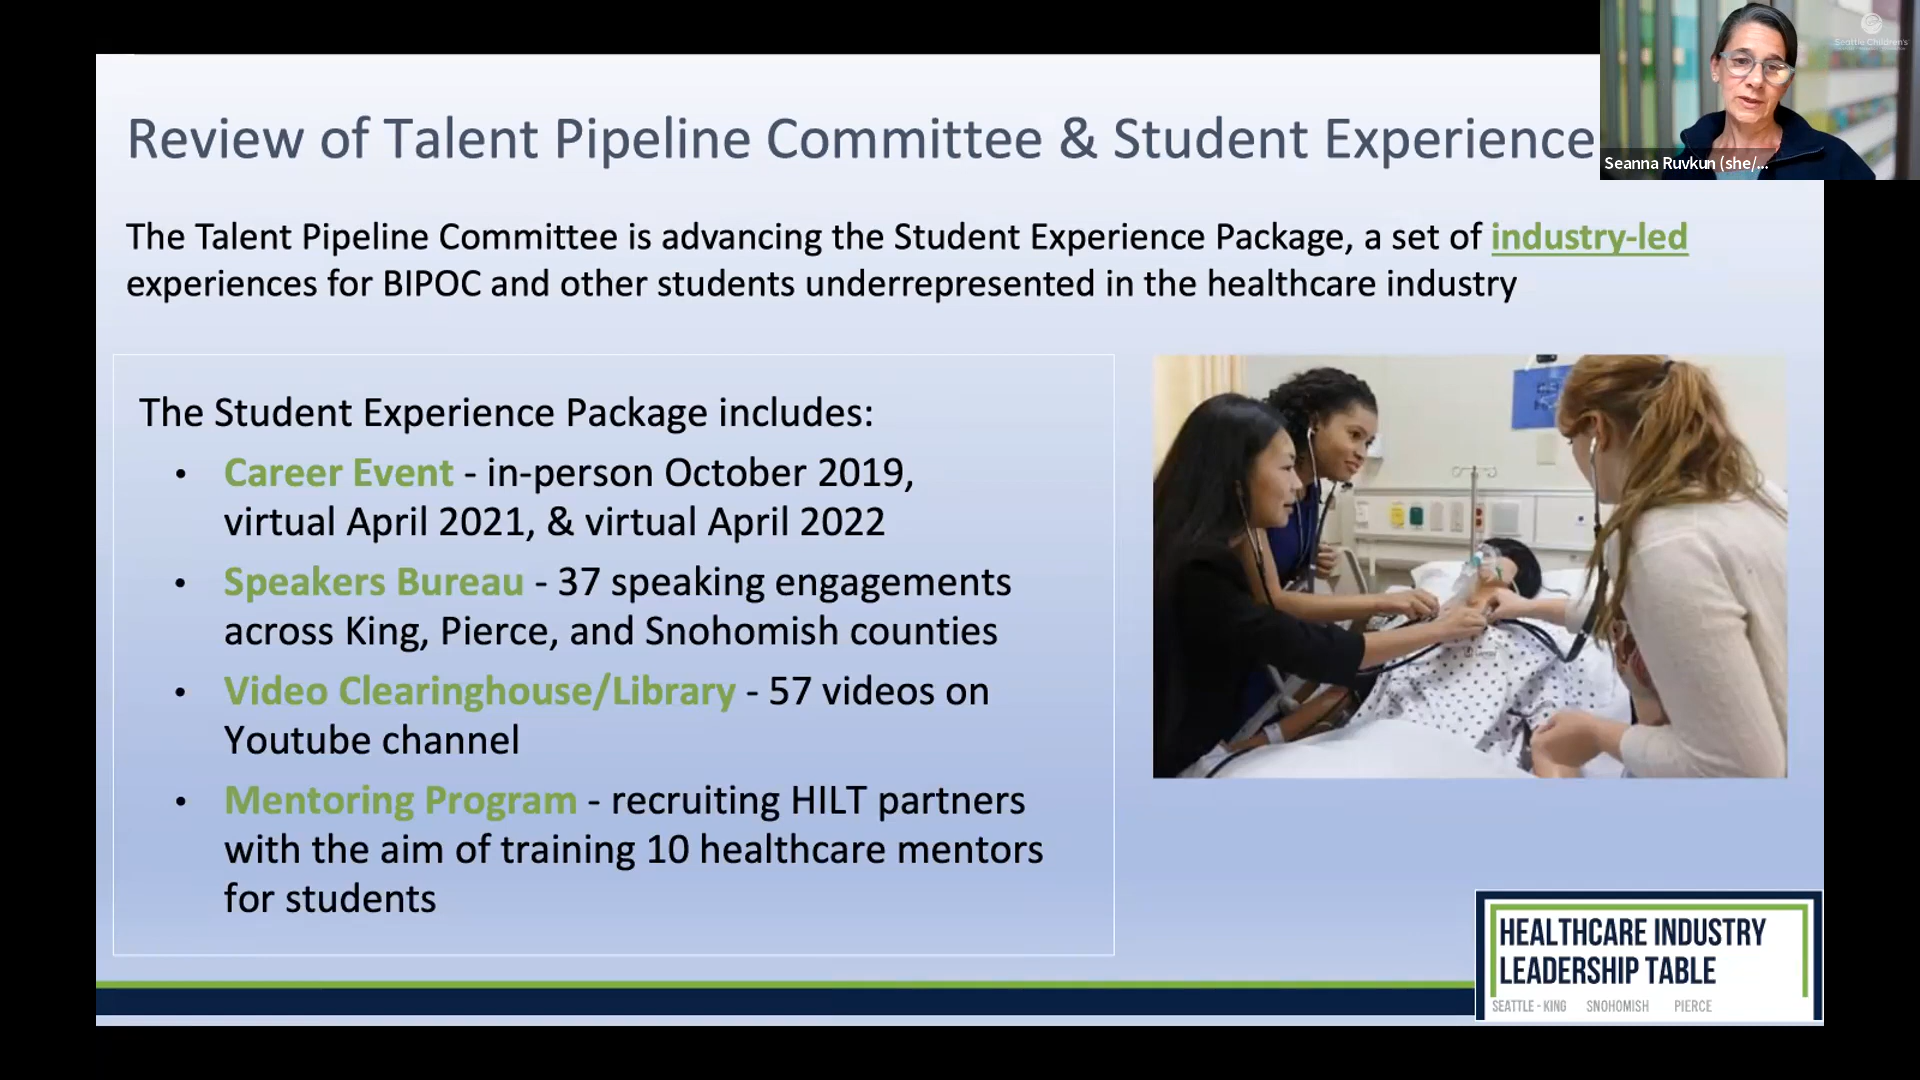 Seattle Children's
Review of Talent Pipeline Committee & Student Experience
Seanna Ruvkun (she/...
The Talent Pipeline Committee is advancing the Student Experience Package, a set of industry-led
experiences for BIPOC and other students underrepresented in the healthcare industry
The Student Experience Package includes:
• Career Event - in-person October 2019,
virtual April 2021, & virtual April 2022
• Speakers Bureau - 37 speaking engagements
across King, Pierce, and Snohomish counties
• Video Clearinghouse/Library - 57 videos on
Youtube channel
• Mentoring Program - recruiting HILT partners
with the aim of training 10 healthcare mentors
for students
HEALTHCARE INDUSTRY
LEADERSHIP TABLE
SEATTLE - KING SNOHOMISH PIERCE